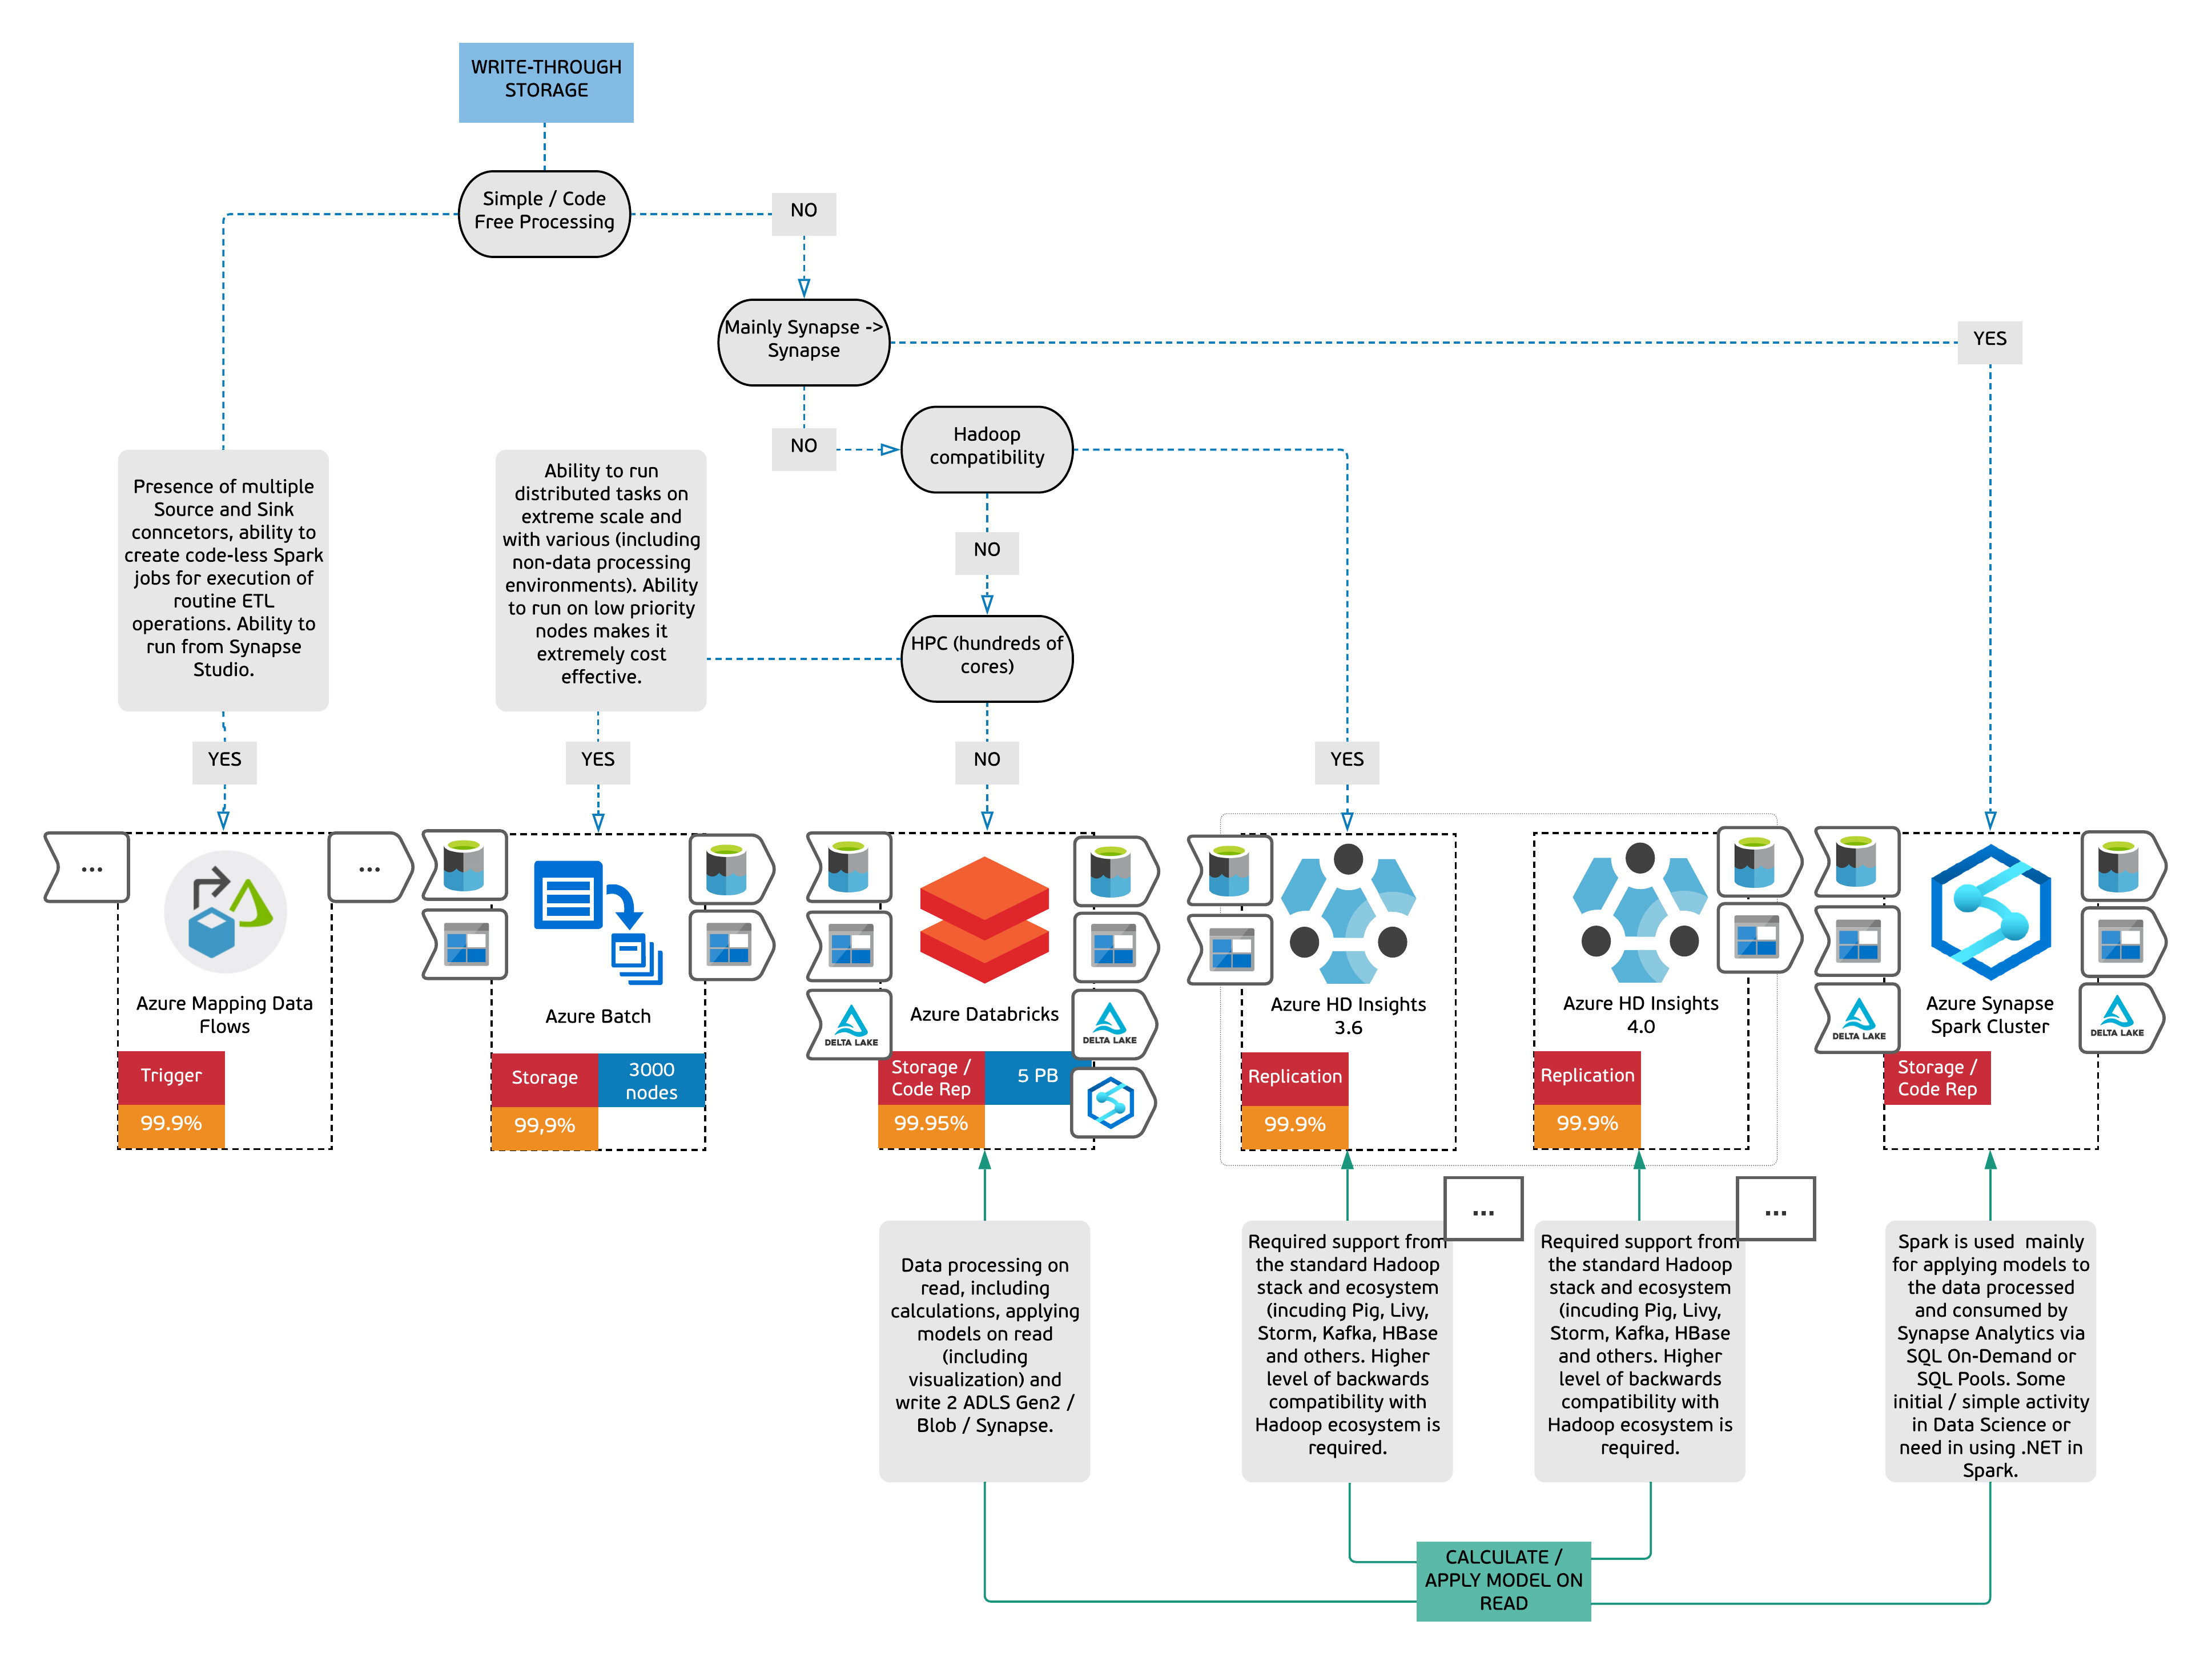 WRITE-THROUGH
STORAGE
Simple / Code
Free Processing
NO
Mainly Synapse ->
Synapse
YES
NO
Hadoop
compatibility
Presence of multiple
Source and Sink
conncetors, ability to
create code-less Spark
jobs for execution of
routine ETL
operations. Ability to
run from Synapse
Studio.
Ability to run
distributed tasks on
extreme scale and
with various (including
non-data processing
environments). Ability
to run on low priority
nodes makes it
extremely cost
effective.
NO
HPC (hundreds of
cores)
YES
YES
NO
YES
...
...
Azure Mapping Data
Flows
Trigger
99.9%
Azure Batch
Storage
3000
nodes
99,9%
DELTA LAKE
Azure Databricks
DELTA LAKE
Storage /
Code Rep
5 PB
99.95%
Azure HD Insights
3.6
Replication
99.9%
Azure HD Insights
4.0
Replication
99.9%
DELTA LAKE
Azure Synapse
Spark Cluster
DELTA LAKE
Storage /
Code Rep
...
...
Data processing on
read, including
calculations, applying
models on read
(including
visualization) and
write 2 ADLS Gen2 /
Blob / Synapse.
Required support from
the standard Hadoop
stack and ecosystem
(incuding Pig, Livy,
Storm, Kafka, HBase
and others. Higher
level of backwards
compatibility with
Hadoop ecosystem is
required.
Required support from
the standard Hadoop
stack and ecosystem
(incuding Pig, Livy,
Storm, Kafka, HBase
and others. Higher
level of backwards
compatibility with
Hadoop ecosystem is
required.
Spark is used  mainly
for applying models to
the data processed
and consumed by
Synapse Analytics via
SQL On-Demand or
SQL Pools. Some
initial / simple activity
in Data Science or
need in using .NET in
Spark.
CALCULATE /
APPLY MODEL ON
READ